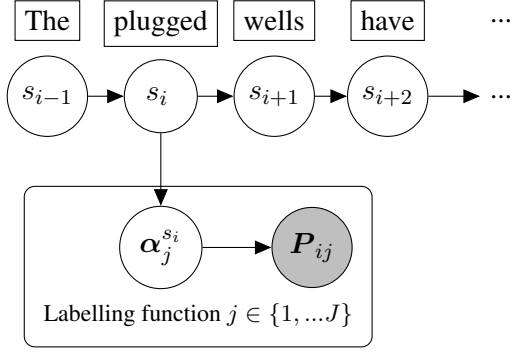 The plugged wells have ...
s_{i−1} s_i s_{i+1} s_{i+2} ...
α_j^{s_i} P_{ij}
Labelling function j ∈ {1, ...J}